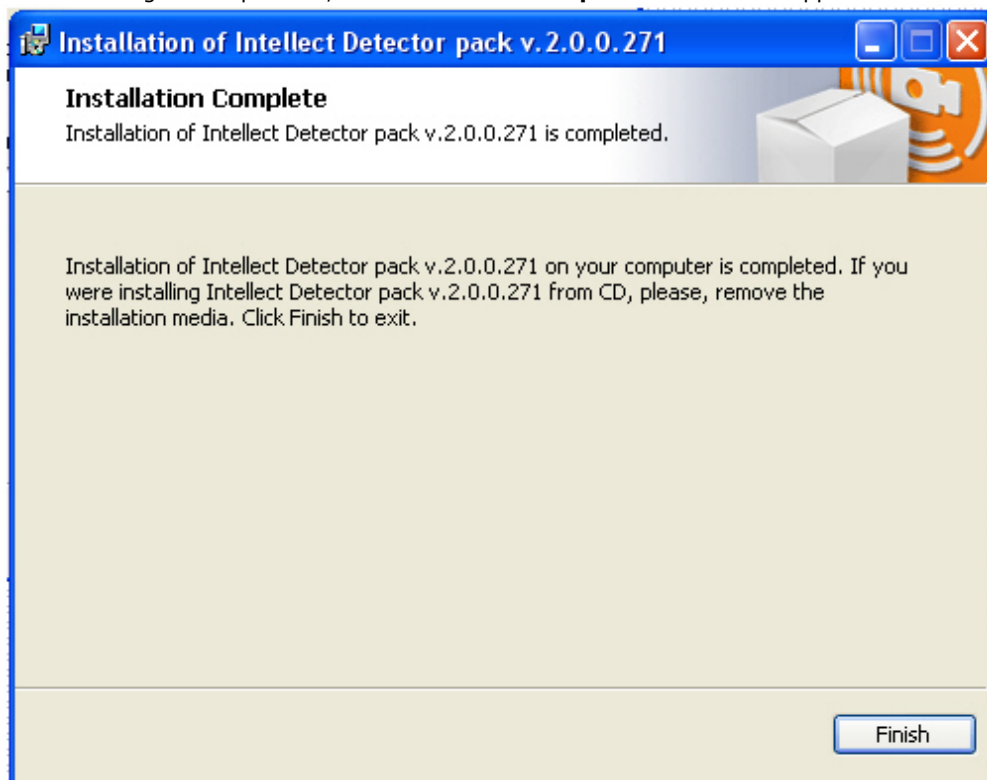 Installation of Intellect Detector pack v.2.0.0.271
Installation Complete
Installation of Intellect Detector pack v.2.0.0.271 is completed.
Installation of Intellect Detector pack v.2.0.0.271 on your computer is completed. If you
were installing Intellect Detector pack v.2.0.0.271 from CD, please, remove the
installation media. Click Finish to exit.
Finish